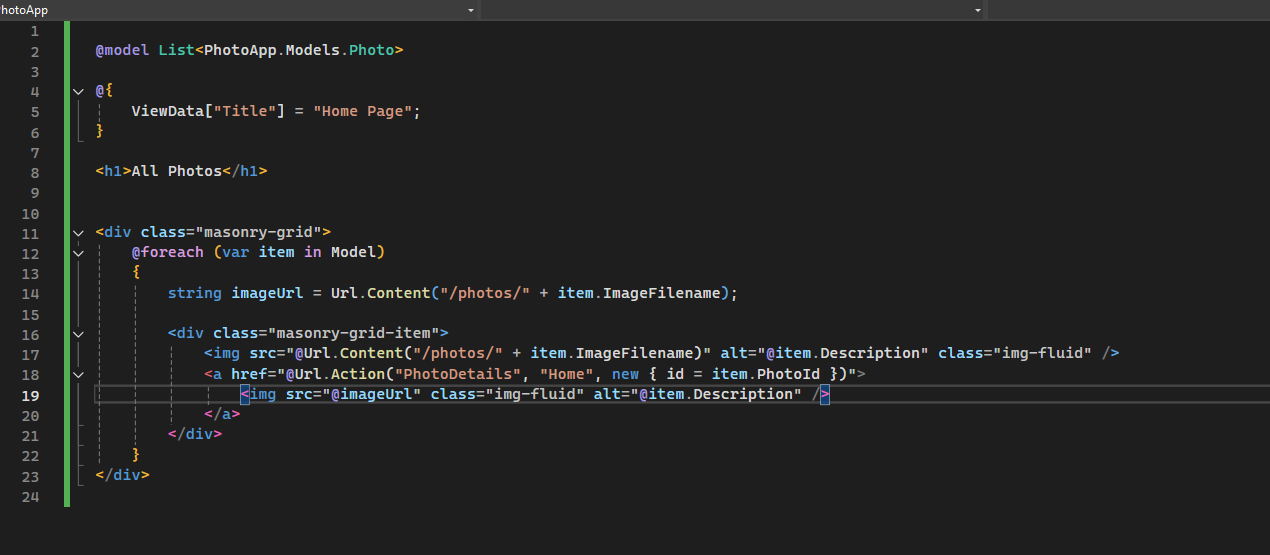 hotoApp
1
2 @model List<PhotoApp.Models.Photo>
3
4 @{
5 ViewData["Title"] = "Home Page";
6 }
7
8 <h1>All Photos</h1>
9
10
11 <div class="masonry-grid">
12 @foreach (var item in Model)
13 {
14 string imageUrl = Url.Content("/photos/" + item.ImageFilename);
15
16 <div class="masonry-grid-item">
17 <img src="@Url.Content("/photos/" + item.ImageFilename)" alt="@item.Description" class="img-fluid" />
18 <a href="@Url.Action("PhotoDetails", "Home", new { id = item.PhotoId })">
19 <img src="@imageUrl" class="img-fluid" alt="@item.Description" />
20 </a>
21 </div>
22 }
23 </div>
24